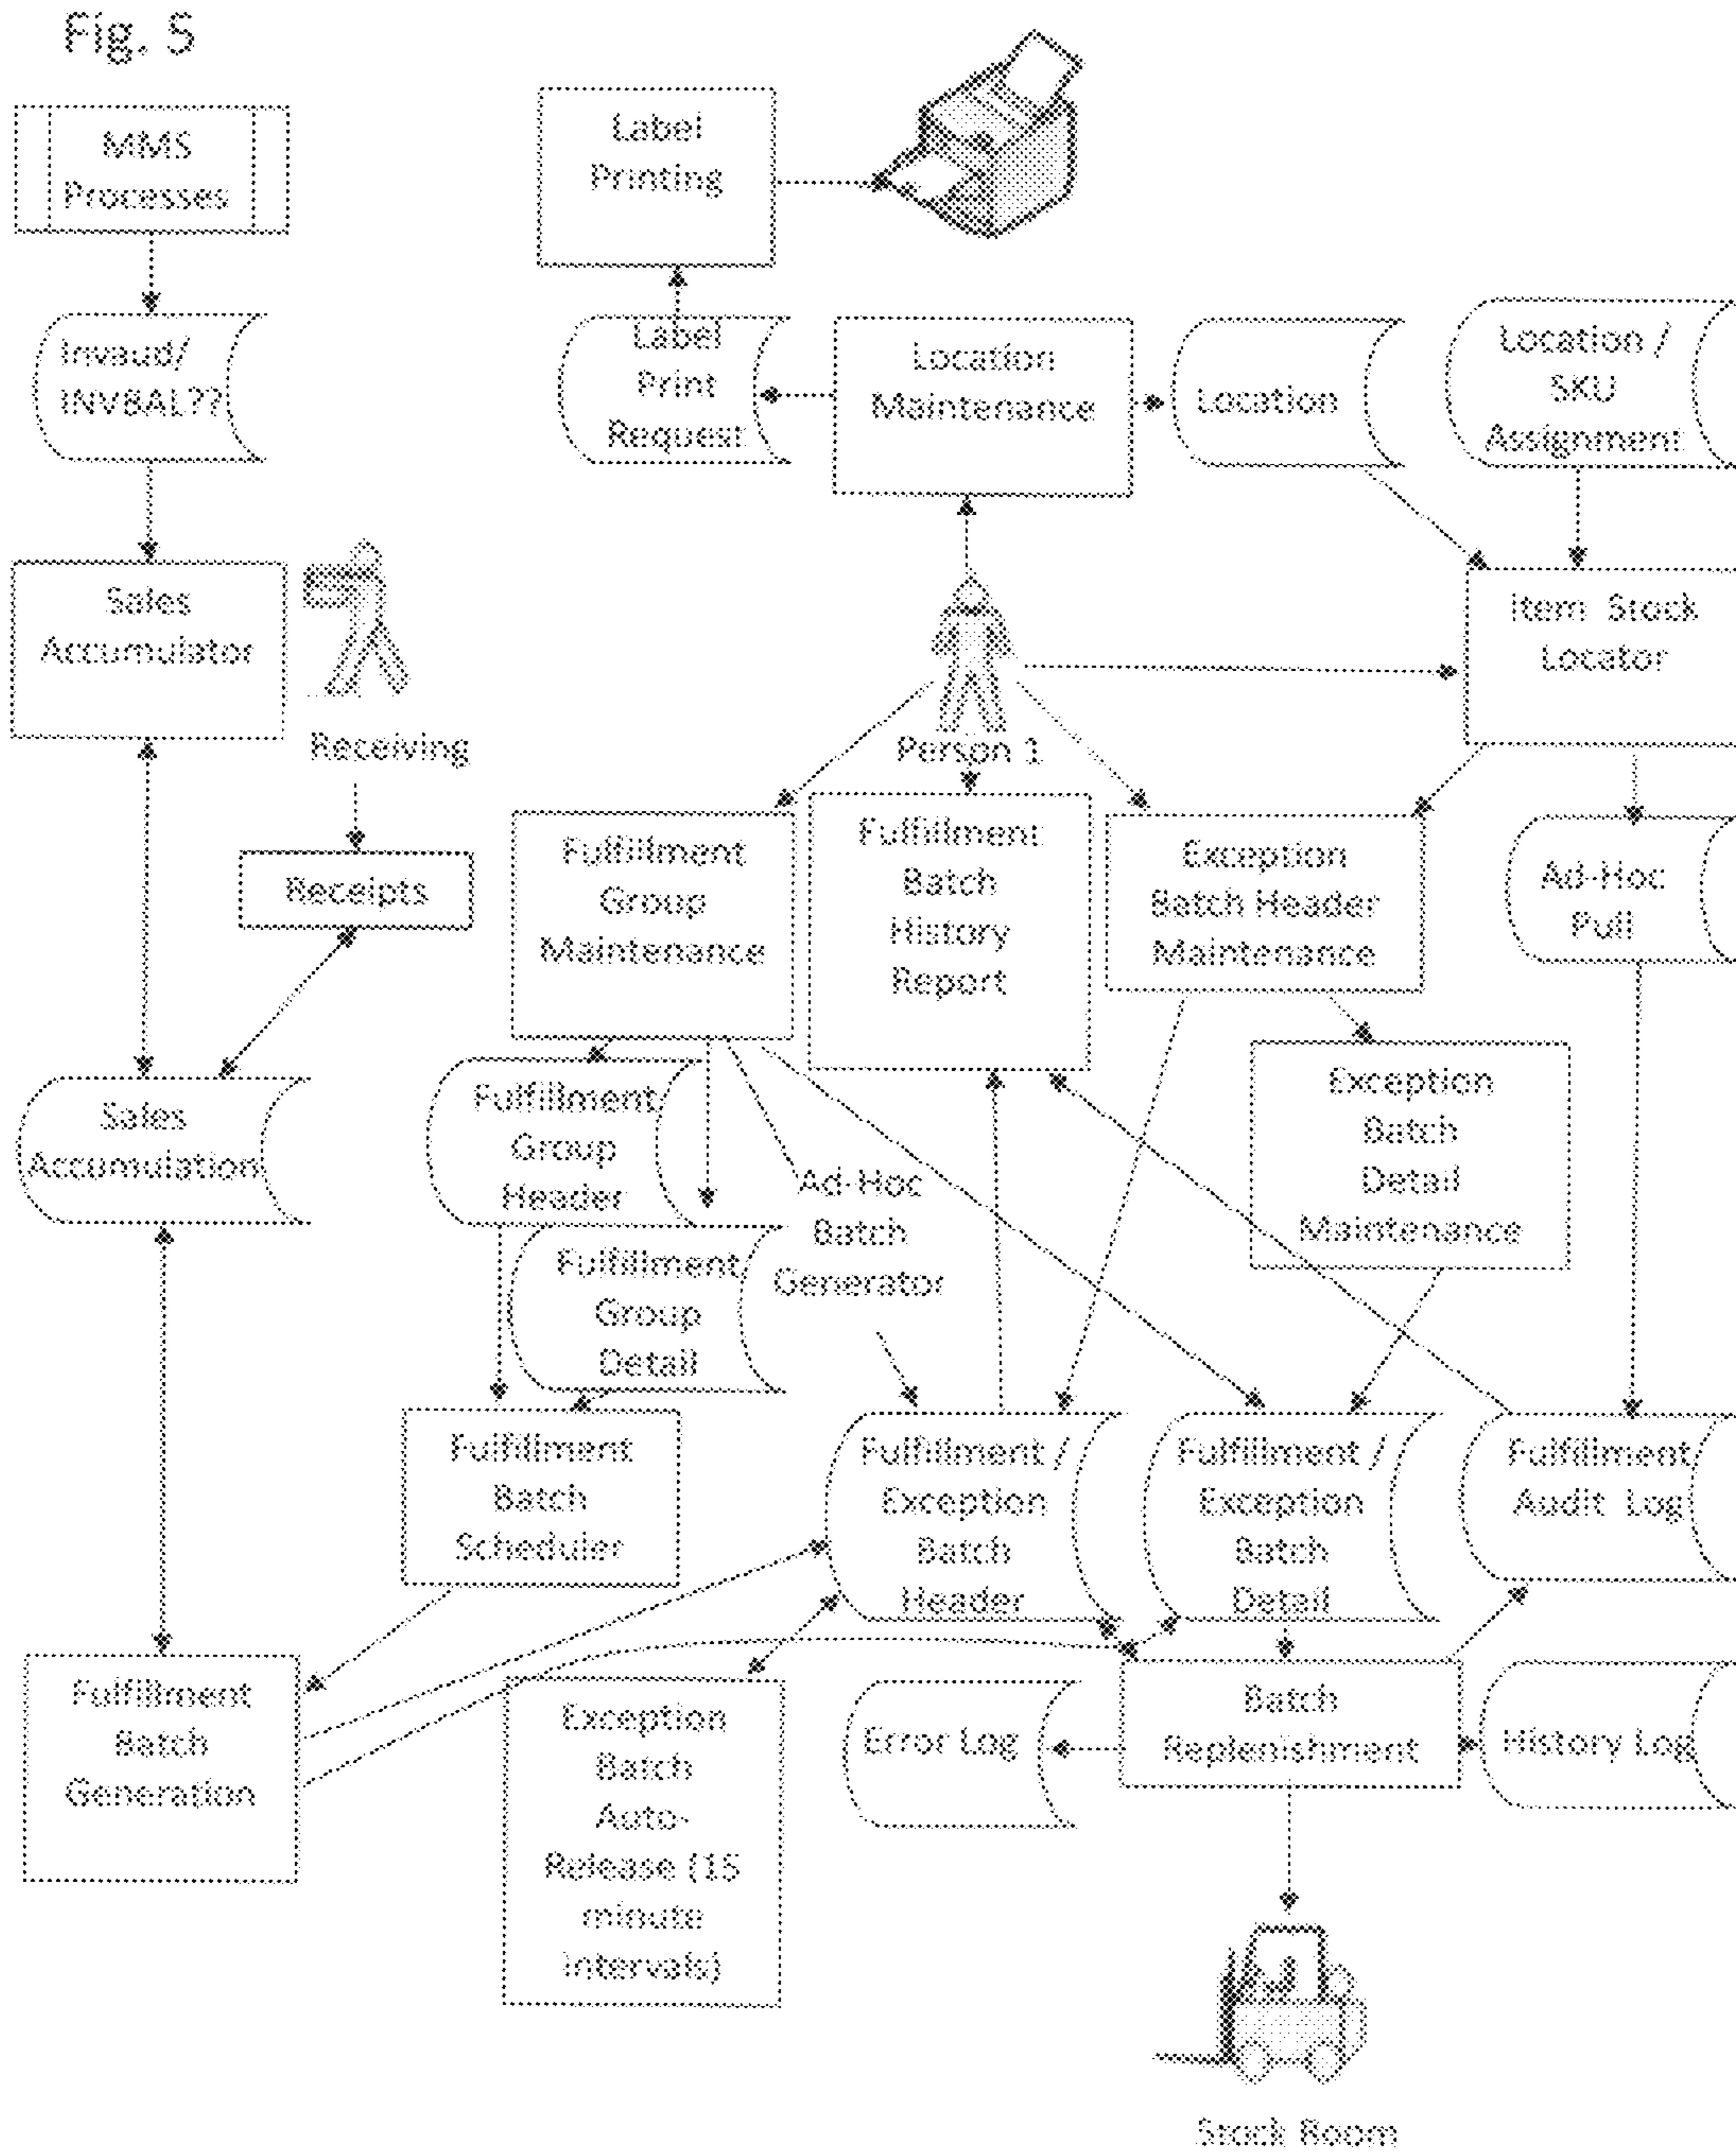 Fig. 5
MMS
Processes
Label
Printing
Invaud/
INVBAL??
Label
Print
Request
Location
Maintenance
Location
Location /
SKU
Assignment
Sales
Accumulator
Receiving
Receipts
Person 1
Item Stock
Locator
Fulfillment
Group
Maintenance
Fulfillment
Batch
History
Report
Exception
Batch Header
Maintenance
Ad-Hoc
Pull
Sales
Accumulation
Fulfillment
Group
Header
Fulfillment
Group
Detail
Ad-Hoc
Batch
Generator
Exception
Batch
Detail
Maintenance
Fulfillment
Batch
Scheduler
Fulfillment /
Exception
Batch
Header
Fulfillment /
Exception
Batch
Detail
Fulfillment
Audit Log
Fulfillment
Batch
Generation
Exception
Batch
Auto-
Release (15
minute
intervals)
Error Log
Batch
Replenishment
History Log
Stock Room